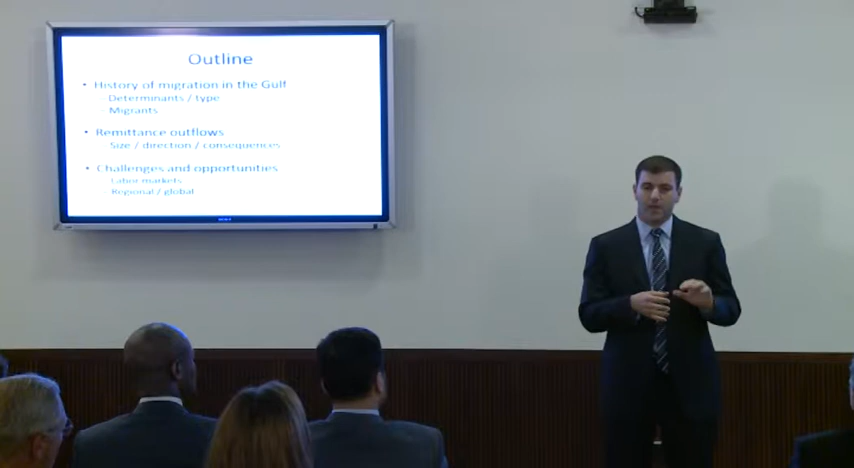 Outline
• History of migration in the Gulf
- Determinants / type
- Migrants
• Remittance outflows
- Size / direction / consequences
• Challenges and opportunities
- Labor markets
- Regional / global